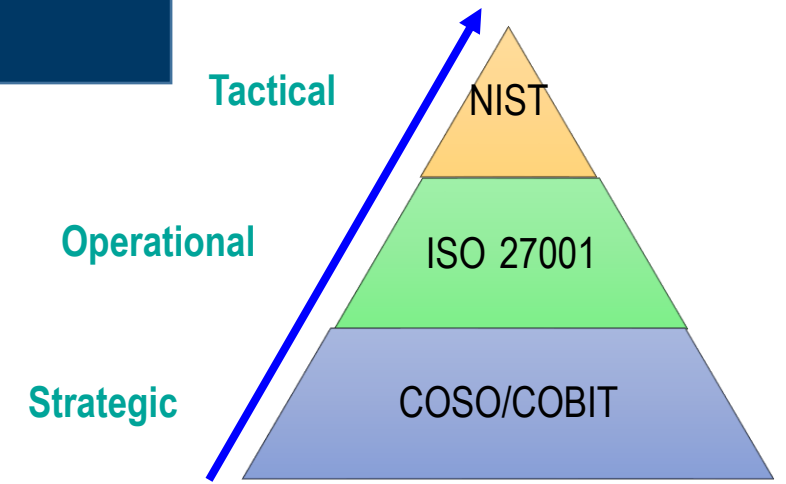 Tactical
NIST
Operational
ISO 27001
Strategic
COSO/COBIT